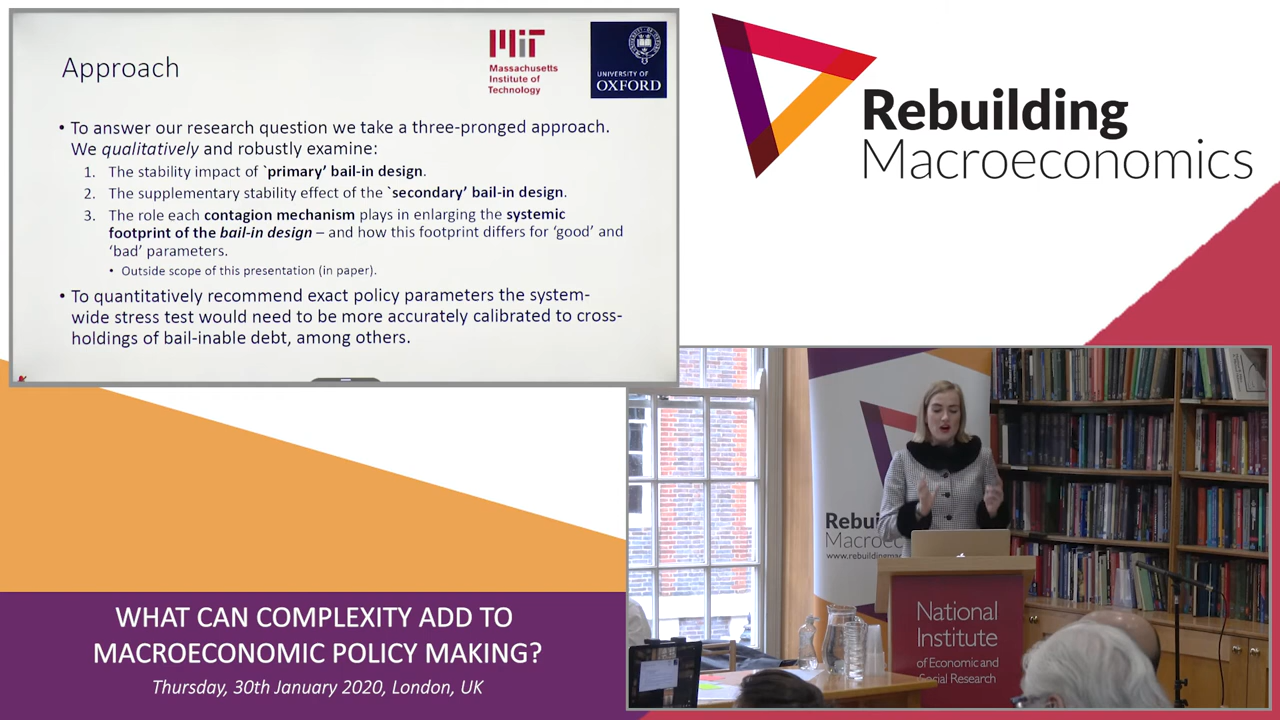 Approach
MIT
Massachusetts
Institute of
Technology
UNIVERSITY OF
OXFORD
• To answer our research question we take a three-pronged approach.
We qualitatively and robustly examine:
1. The stability impact of `primary’ bail-in design.
2. The supplementary stability effect of the `secondary’ bail-in design.
3. The role each contagion mechanism plays in enlarging the systemic
footprint of the bail-in design – and how this footprint differs for ‘good’ and
‘bad’ parameters.
• Outside scope of this presentation (in paper).
• To quantitatively recommend exact policy parameters the system-
wide stress test would need to be more accurately calibrated to cross-
holdings of bail-inable debt, among others.
Rebuilding
Macroeconomics
WHAT CAN COMPLEXITY ADD TO
MACROECONOMIC POLICY MAKING?
Thursday, 30th January 2020, London, UK
Rebui
Macroec
www.rebuildingma
National
Institute
of Economic and
Social Research